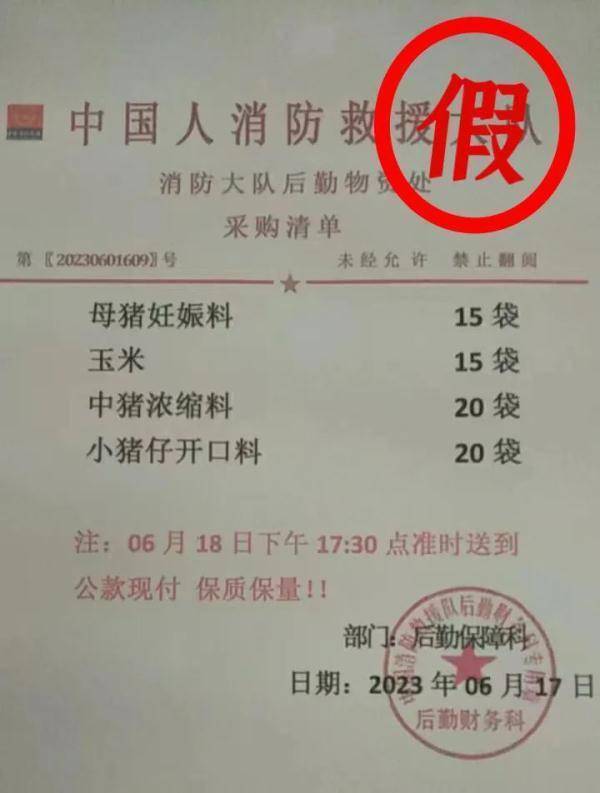 假
中国人消防救援大队
消防大队后勤物资处
采购清单
第〖20230601609〗号 未经允许 禁止翻阅
母猪妊娠料 15 袋
玉米 15 袋
中猪浓缩料 20 袋
小猪仔开口料 20 袋
注：06 月 18 日下午 17:30 点准时送到
公款现付 保质保量!!
部门：后勤保障科
日期：2023 年 06 月 17 日
后勤财务科